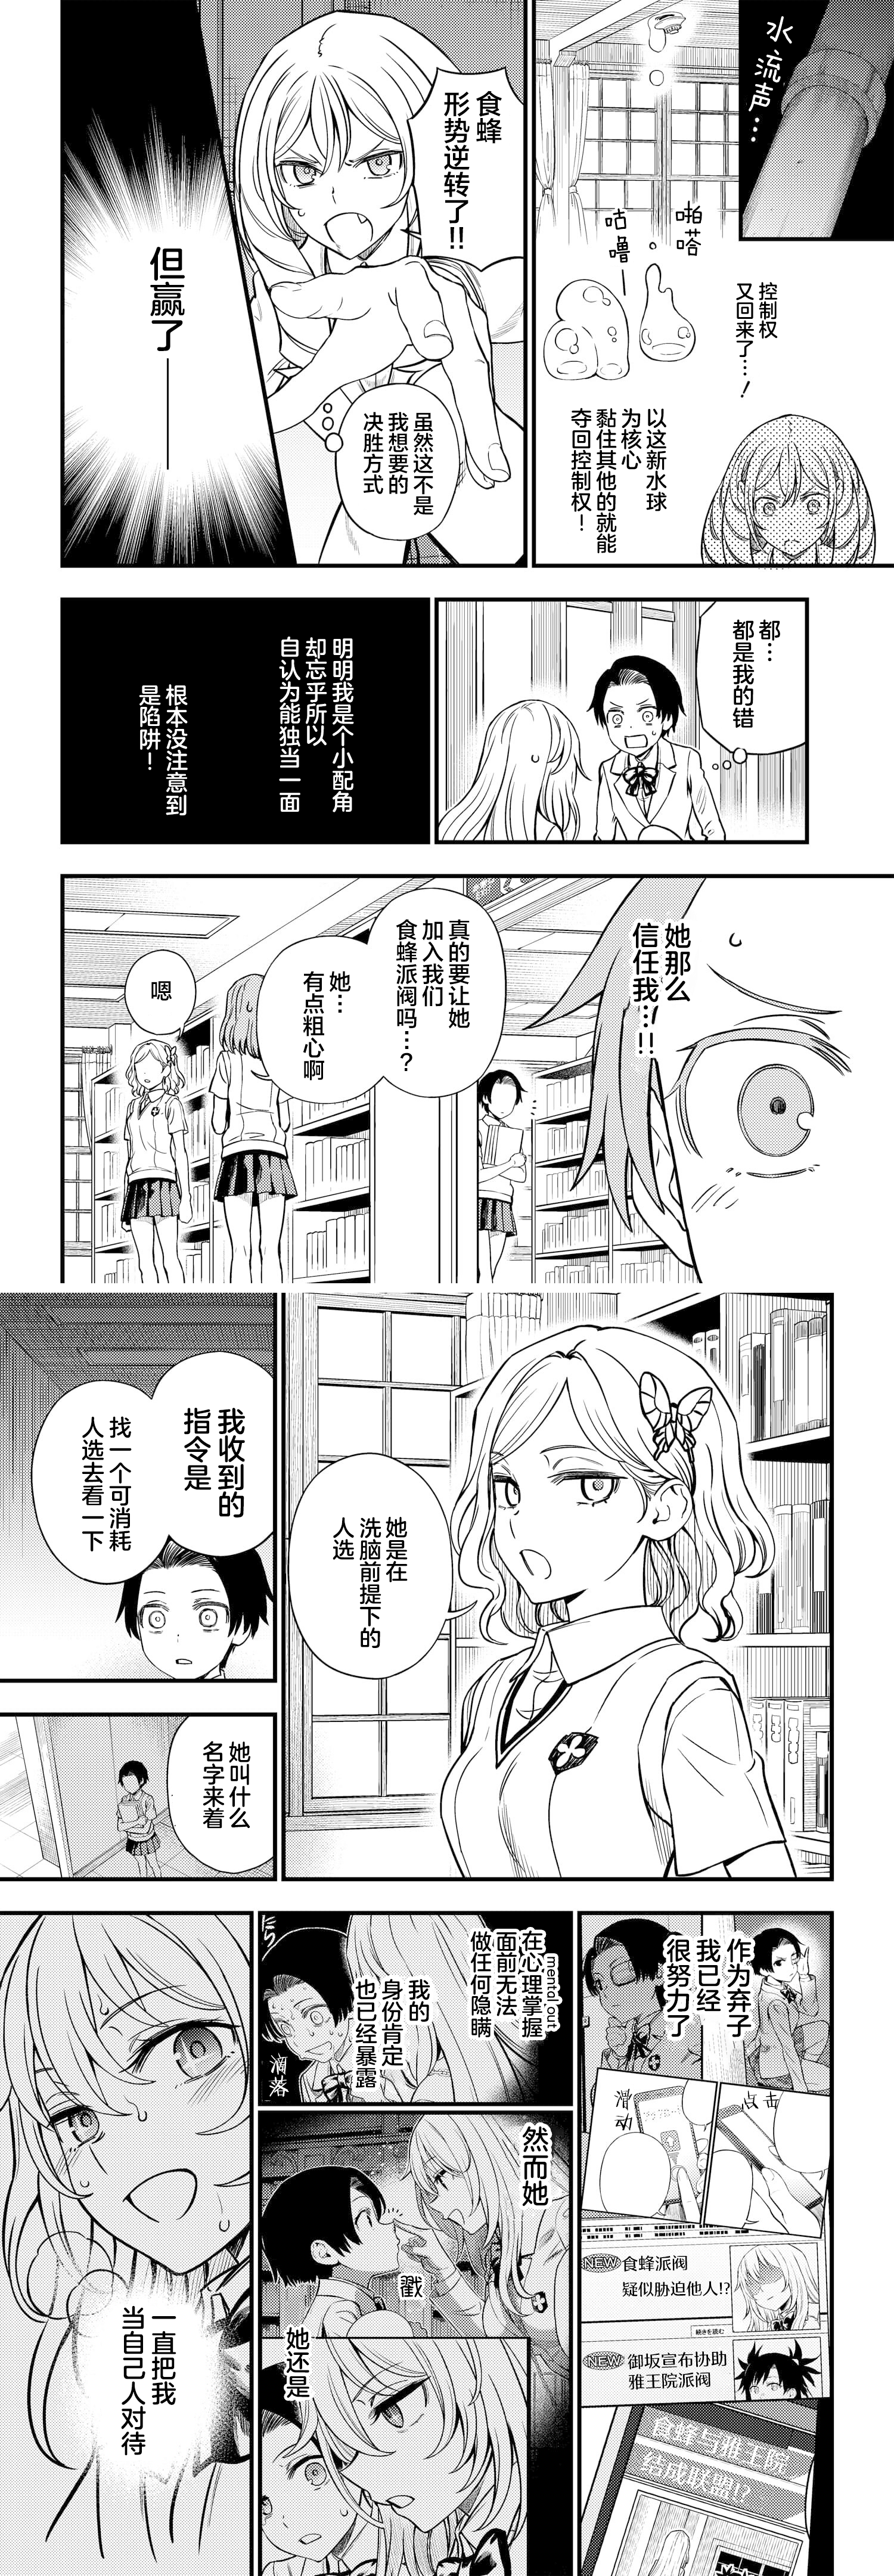 水流声…
啪嗒
咕噜—
控制权
又回来了…！
以这新水球
为核心
黏住其他的就能
夺回控制权！
食蜂
形势逆转了!!
虽然这不是
我想要的
决胜方式
但赢了——
都…
都是我的错
明明我是个小配角
却忘乎所以
自认为能独当一面
根本没注意到
是陷阱！
她那么
信任我…!!
真的要让她
加入我们
食蜂派阀吗…？
她…
有点粗心啊
嗯
她是在
洗脑前提下的
人选
我收到的
指令是
找一个可消耗
人选去看一下
她叫什么
名字来着
作为弃子
我已经
很努力了
点击
滑动
NEW 食蜂派阀
疑似胁迫他人!?
続きを読む
NEW 御坂宣布协助
雅王院派阀
食蜂与雅王院
结成联盟!?
mental out
在心理掌握
面前无法
做任何隐瞒
我的
身份肯定
也已经暴露
滴落
然而她
戳
她还是
一直把我
当自己人对待